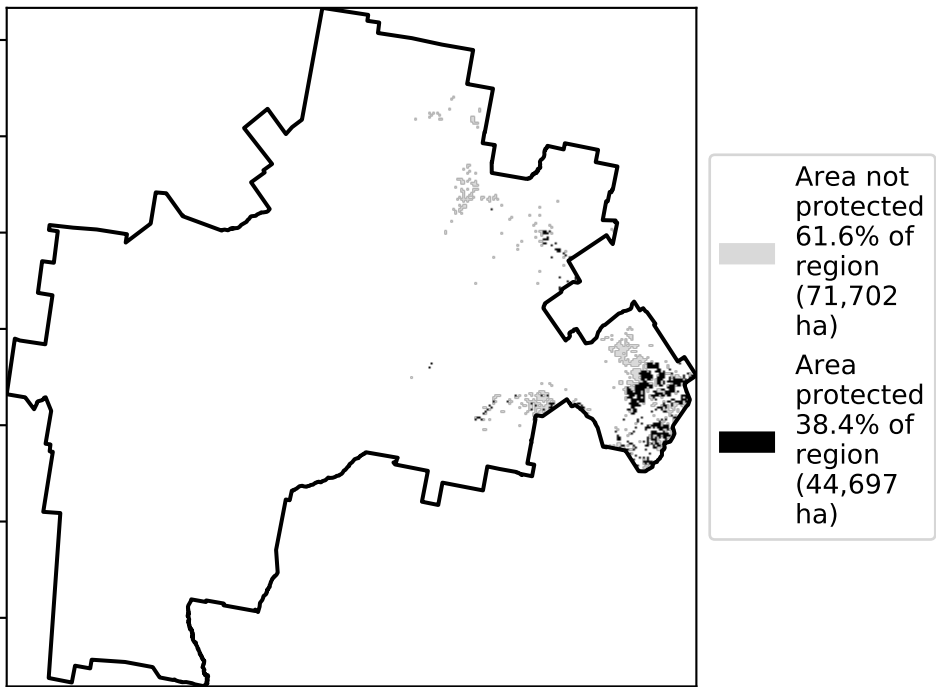 Area not
protected
61.6% of
region
(71,702
ha)
Area
protected
38.4% of
region
(44,697
ha)